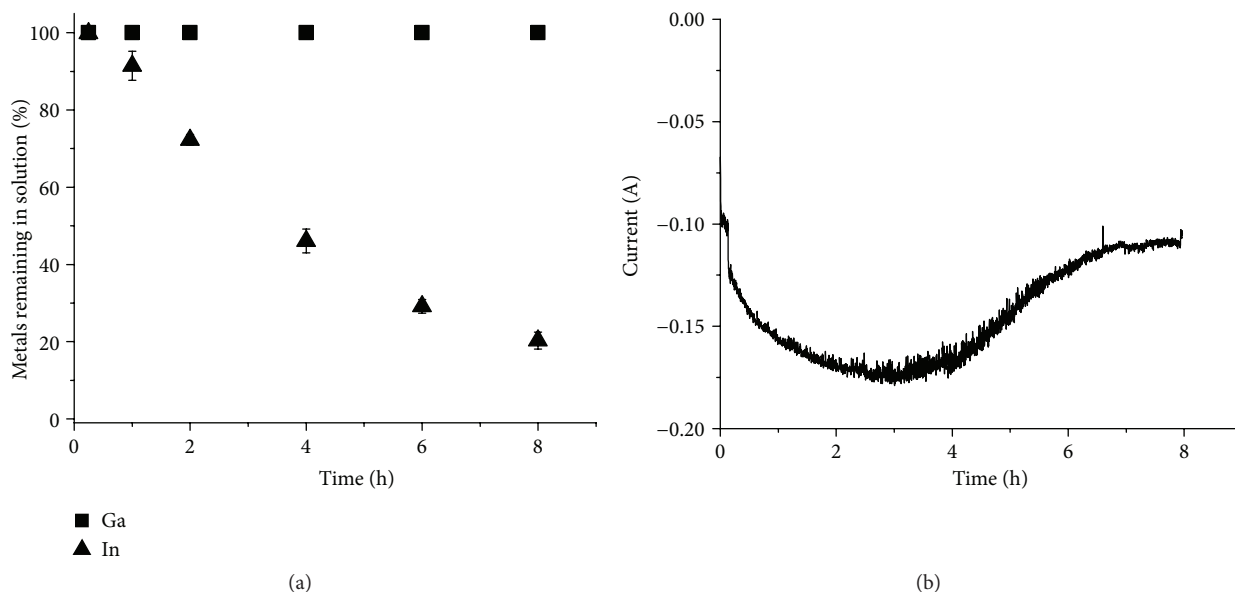 Metals remaining in solution (%)
100
80
60
40
20
0
0 2 4 6 8
Time (h)
Ga
In
(a)
Current (A)
0.00
−0.05
−0.10
−0.15
−0.20
0 2 4 6 8
Time (h)
(b)